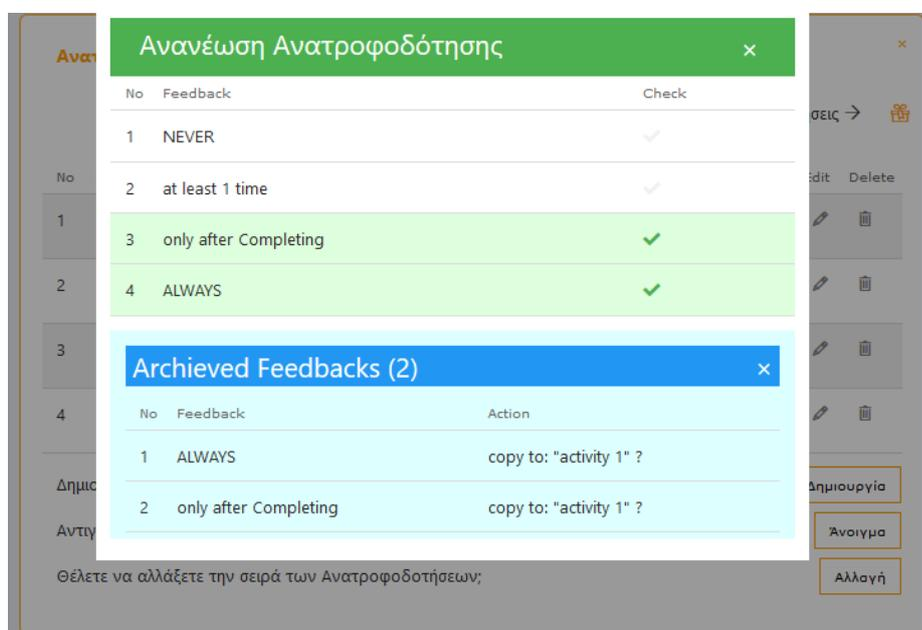 Ανανέωση Ανατροφοδότησης ×
No Feedback Check
1 NEVER
2 at least 1 time
3 only after Completing
4 ALWAYS
Archieved Feedbacks (2) ×
No Feedback Action
1 ALWAYS copy to: "activity 1" ?
2 only after Completing copy to: "activity 1" ?
No Delete
1
2
3
4
Δημιουργία
Άνοιγμα
Θέλετε να αλλάξετε την σειρά των Ανατροφοδοτήσεων; Αλλαγή